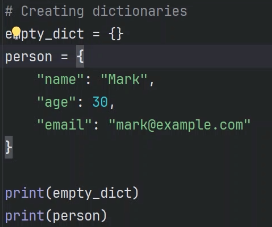 # Creating dictionaries
empty_dict = {}
person = {
    "name": "Mark",
    "age": 30,
    "email": "mark@example.com"
}
print(empty_dict)
print(person)